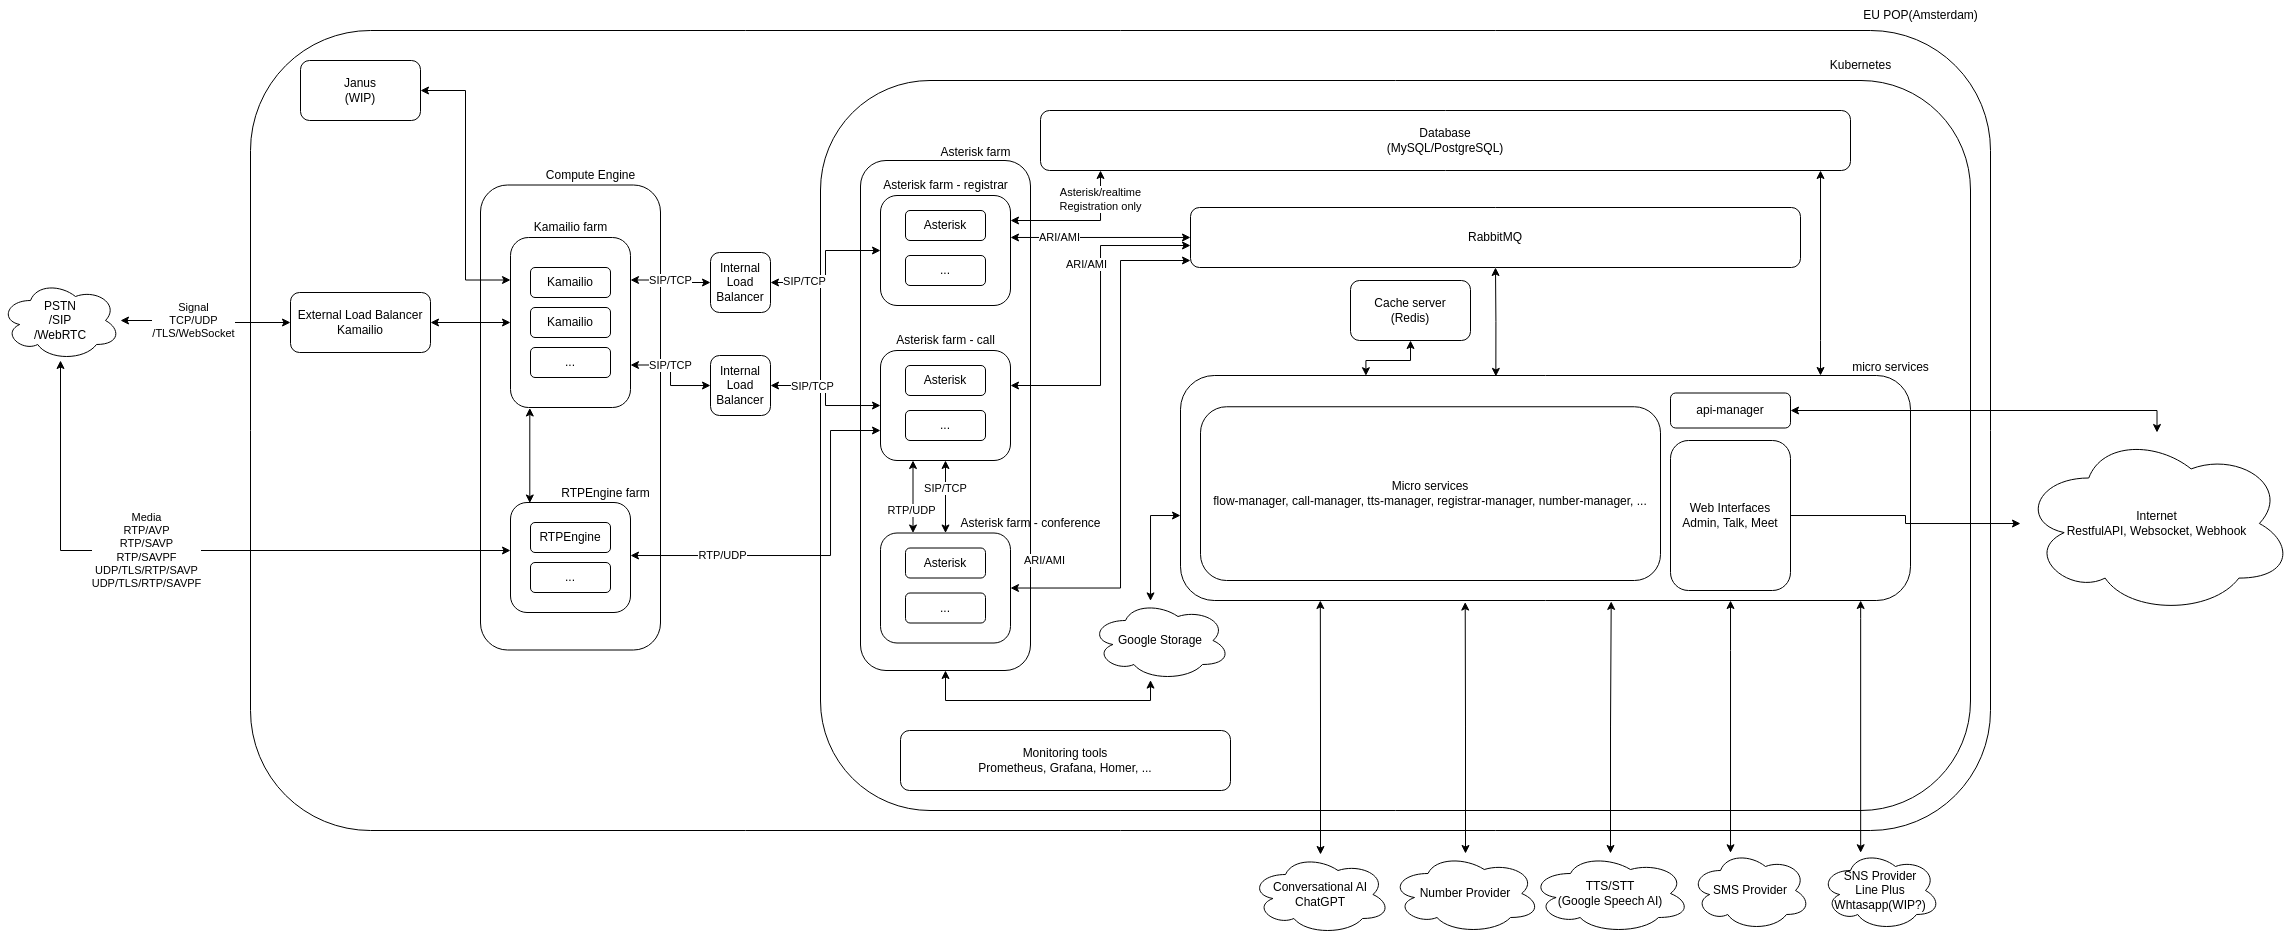 EU POP(Amsterdam)
Kubernetes
Janus
(WIP)
Database
(MySQL/PostgreSQL)
Asterisk farm
Compute Engine
Asterisk farm - registrar
Asterisk/realtime
Registration only
Asterisk
...
Kamailio farm
ARI/AMI
RabbitMQ
ARI/AMI
Kamailio
Kamailio
...
SIP/TCP
Internal
Load
Balancer
SIP/TCP
PSTN
/SIP
/WebRTC
Signal
TCP/UDP
/TLS/WebSocket
External Load Balancer
Kamailio
Cache server
(Redis)
Asterisk farm - call
Asterisk
...
SIP/TCP
Internal
Load
Balancer
SIP/TCP
micro services
api-manager
Micro services
flow-manager, call-manager, tts-manager, registrar-manager, number-manager, ...
Web Interfaces
Admin, Talk, Meet
Internet
RestfulAPI, Websocket, Webhook
RTPEngine farm
SIP/TCP
RTP/UDP
Asterisk farm - conference
Media
RTP/AVP
RTP/SAVP
RTP/SAVPF
UDP/TLS/RTP/SAVP
UDP/TLS/RTP/SAVPF
RTPEngine
...
RTP/UDP
Asterisk
...
ARI/AMI
Google Storage
Monitoring tools
Prometheus, Grafana, Homer, ...
Conversational AI
ChatGPT
Number Provider
TTS/STT
(Google Speech AI)
SMS Provider
SNS Provider
Line Plus
Whtasapp(WIP?)